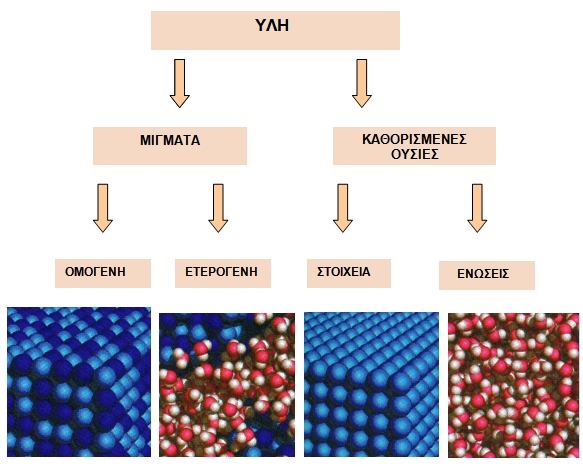 ΥΛΗ
ΜΙΓΜΑΤΑ
ΚΑΘΟΡΙΣΜΕΝΕΣ
ΟΥΣΙΕΣ
ΟΜΟΓΕΝΗ
ΕΤΕΡΟΓΕΝΗ
ΣΤΟΙΧΕΙΑ
ΕΝΩΣΕΙΣ